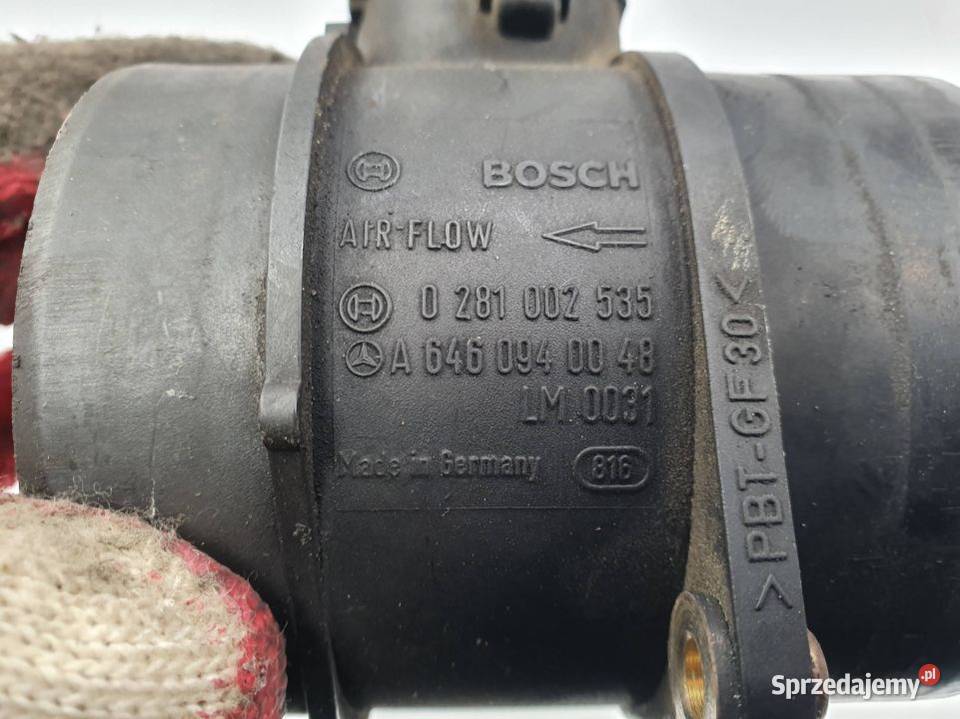 BOSCH
AIR FLOW
0 281 002 535
A 646 094 00 48
LM 0031
Made in Germany 816
>PBT-GF30<
Sprzedajemy.pl